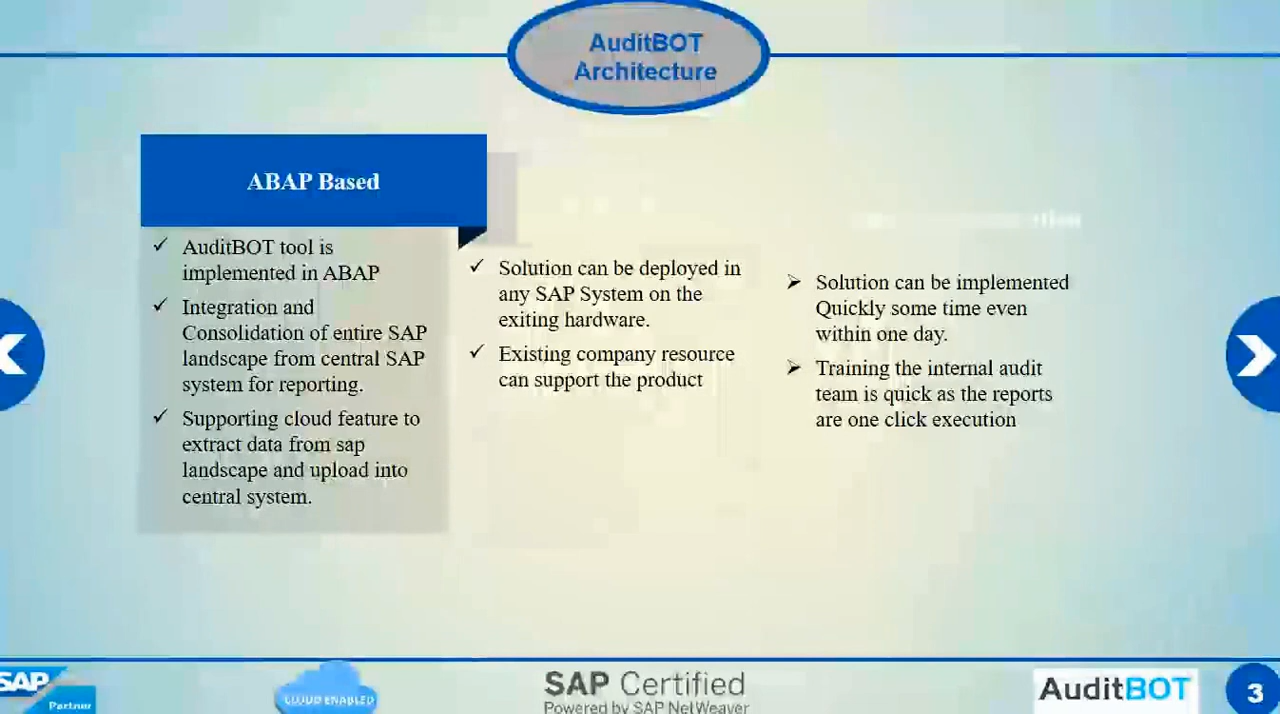 AuditBOT
Architecture
ABAP Based
AuditBOT tool is
implemented in ABAP
Integration and
Consolidation of entire SAP
landscape from central SAP
system for reporting.
Supporting cloud feature to
extract data from sap
landscape and upload into
central system.
Solution can be deployed in
any SAP System on the
exiting hardware.
Existing company resource
can support the product
Solution can be implemented
Quickly some time even
within one day.
Training the internal audit
team is quick as the reports
are one click execution
SAP
Partner
CLOUD ENABLED
SAP Certified
Powered by SAP NetWeaver
AuditBOT
3